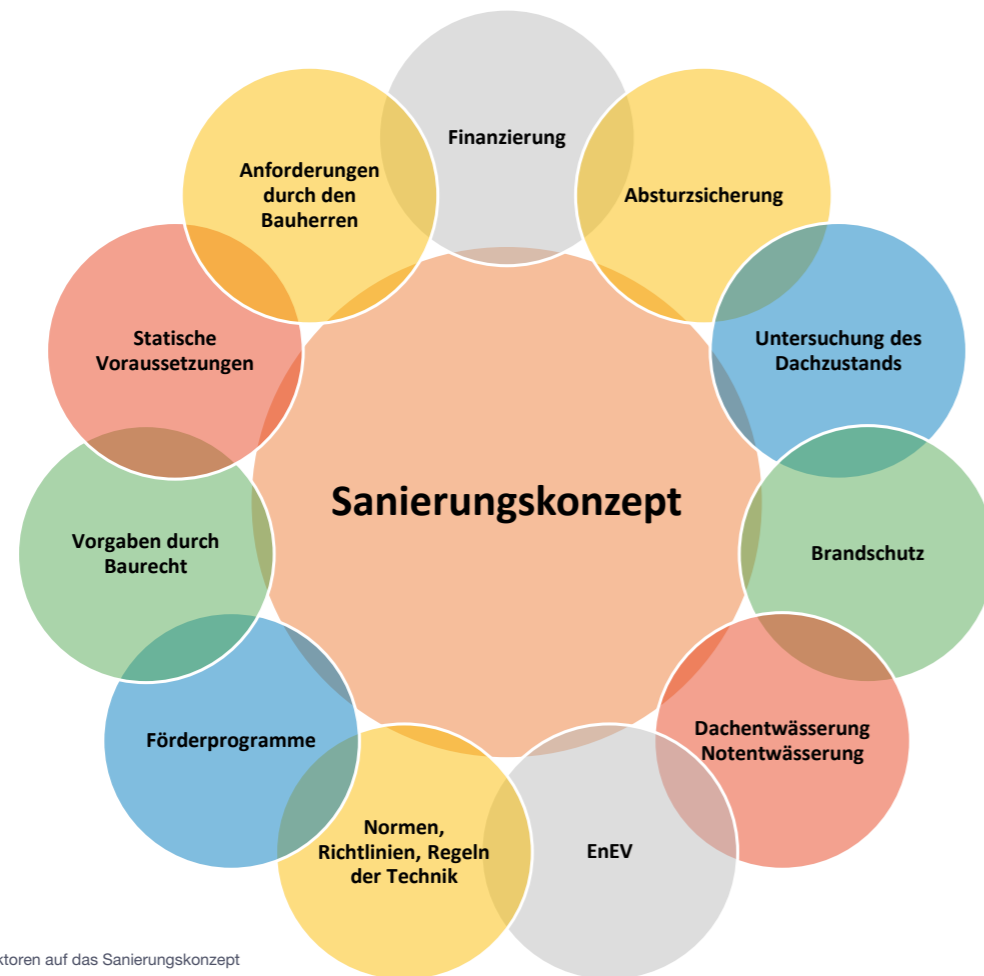 Finanzierung
Absturzsicherung
Untersuchung des
Dachzustands
Brandschutz
Dachentwässerung
Notentwässerung
EnEV
Normen,
Richtlinien, Regeln
der Technik
Förderprogramme
Vorgaben durch
Baurecht
Statische
Voraussetzungen
Anforderungen
durch den
Bauherren
Sanierungskonzept
ktoren auf das Sanierungskonzept